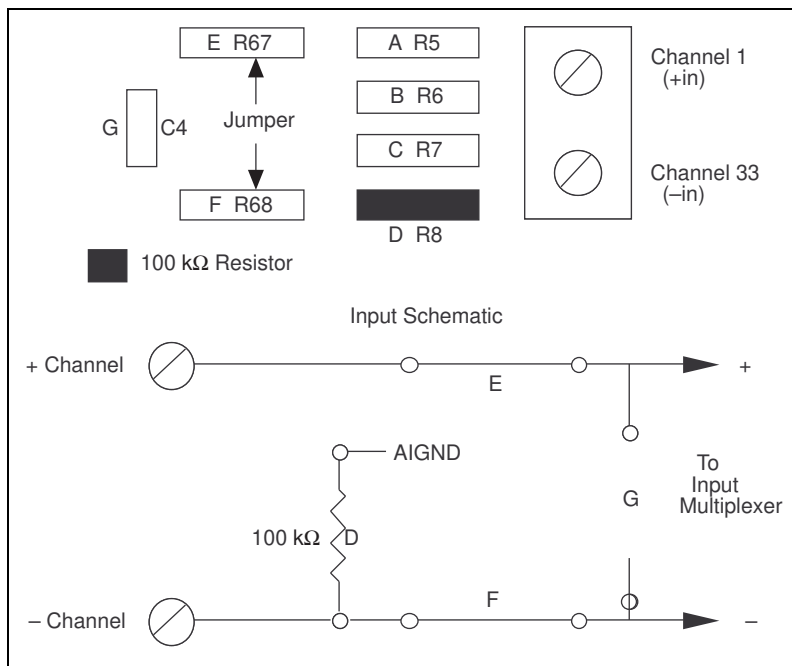 E R67
A R5
Channel 1
(+in)
B R6
G
C4
Jumper
C R7
Channel 33
(–in)
F R68
D R8
100 kΩ Resistor
Input Schematic
+ Channel
+
E
AIGND
To
Input
Multiplexer
G
100 kΩ
D
F
– Channel
–